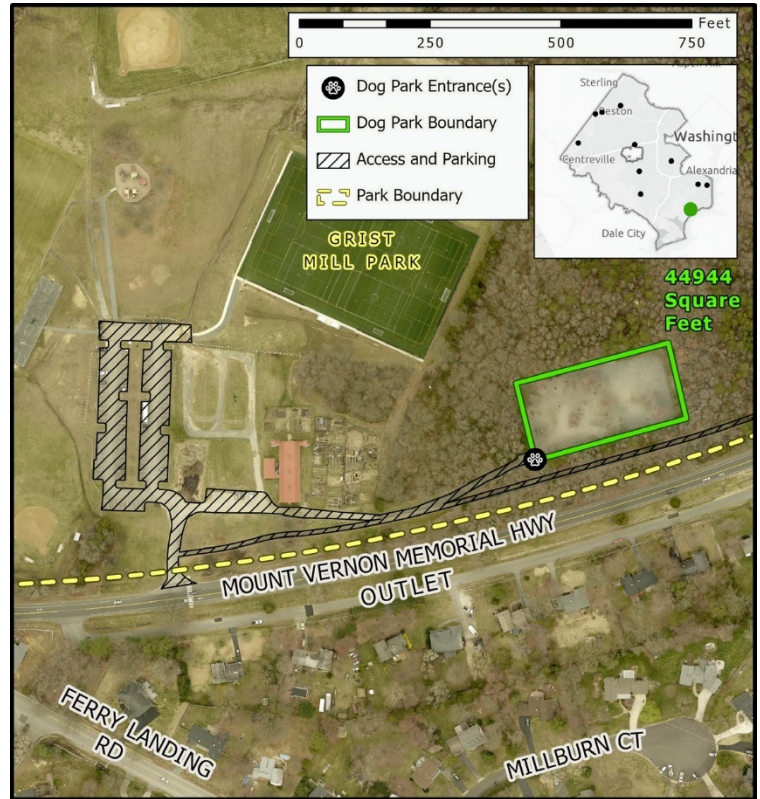 Feet
0 250 500 750
Dog Park Entrance(s)
Dog Park Boundary
Access and Parking
Park Boundary
Sterling
Reston
Washington
Centreville
Alexandria
Dale City
GRIST
MILL PARK
44944
Square
Feet
MOUNT VERNON MEMORIAL HWY
OUTLET
FERRY LANDING
RD
MILLBURN CT